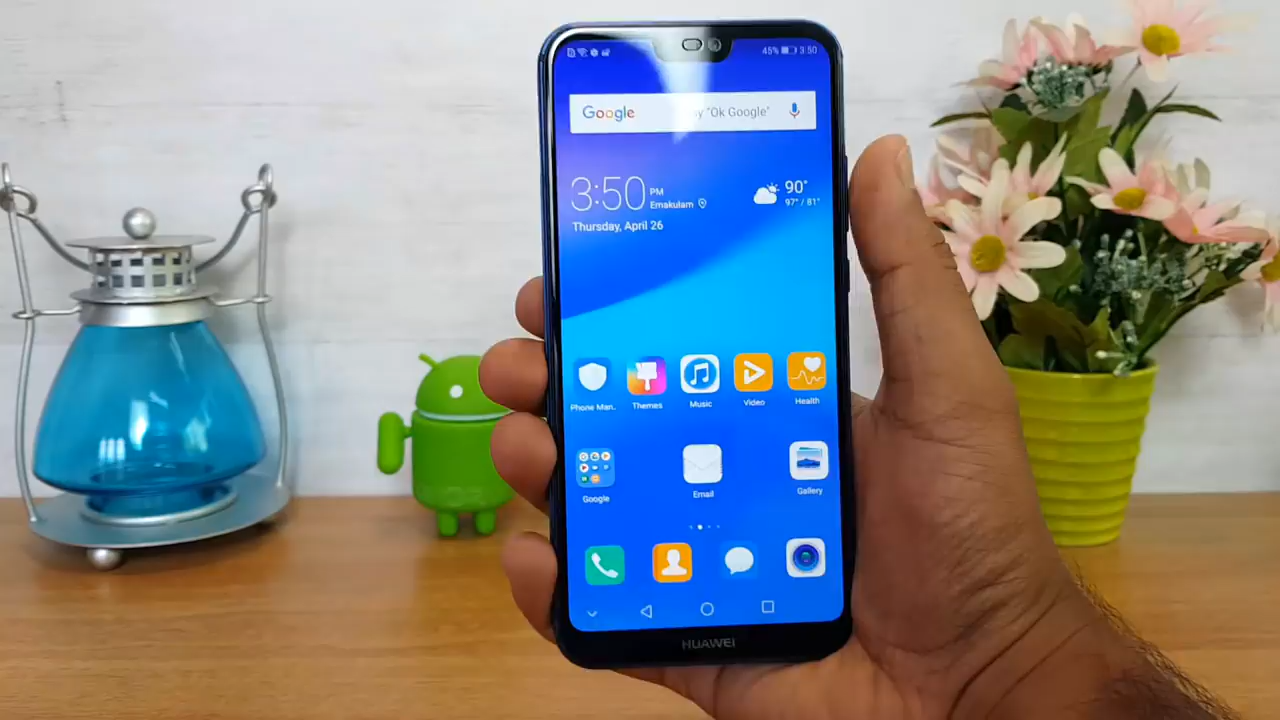 45% 3:50
Google
"Ok Google"
3:50 PM
Ernakulam
90°
97° / 81°
Thursday, April 26
Phone Man..
Themes
Music
Video
Health
Google
Email
Gallery
HUAWEI